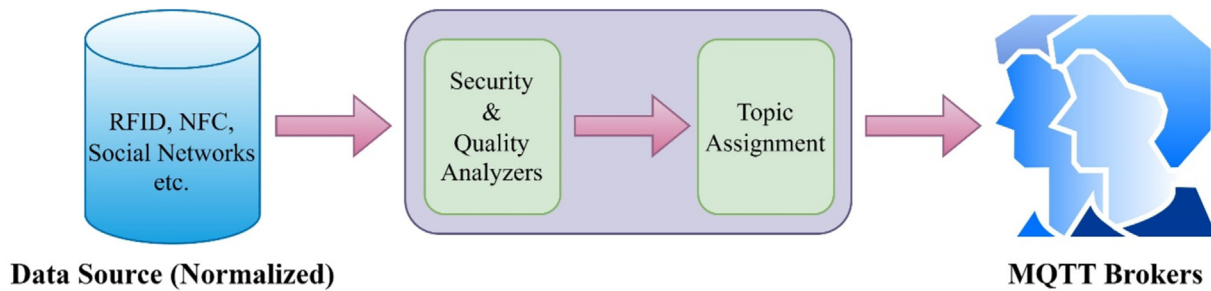 RFID, NFC,
Social Networks
etc.
Data Source (Normalized)
Security
&
Quality
Analyzers
Topic
Assignment
MQTT Brokers